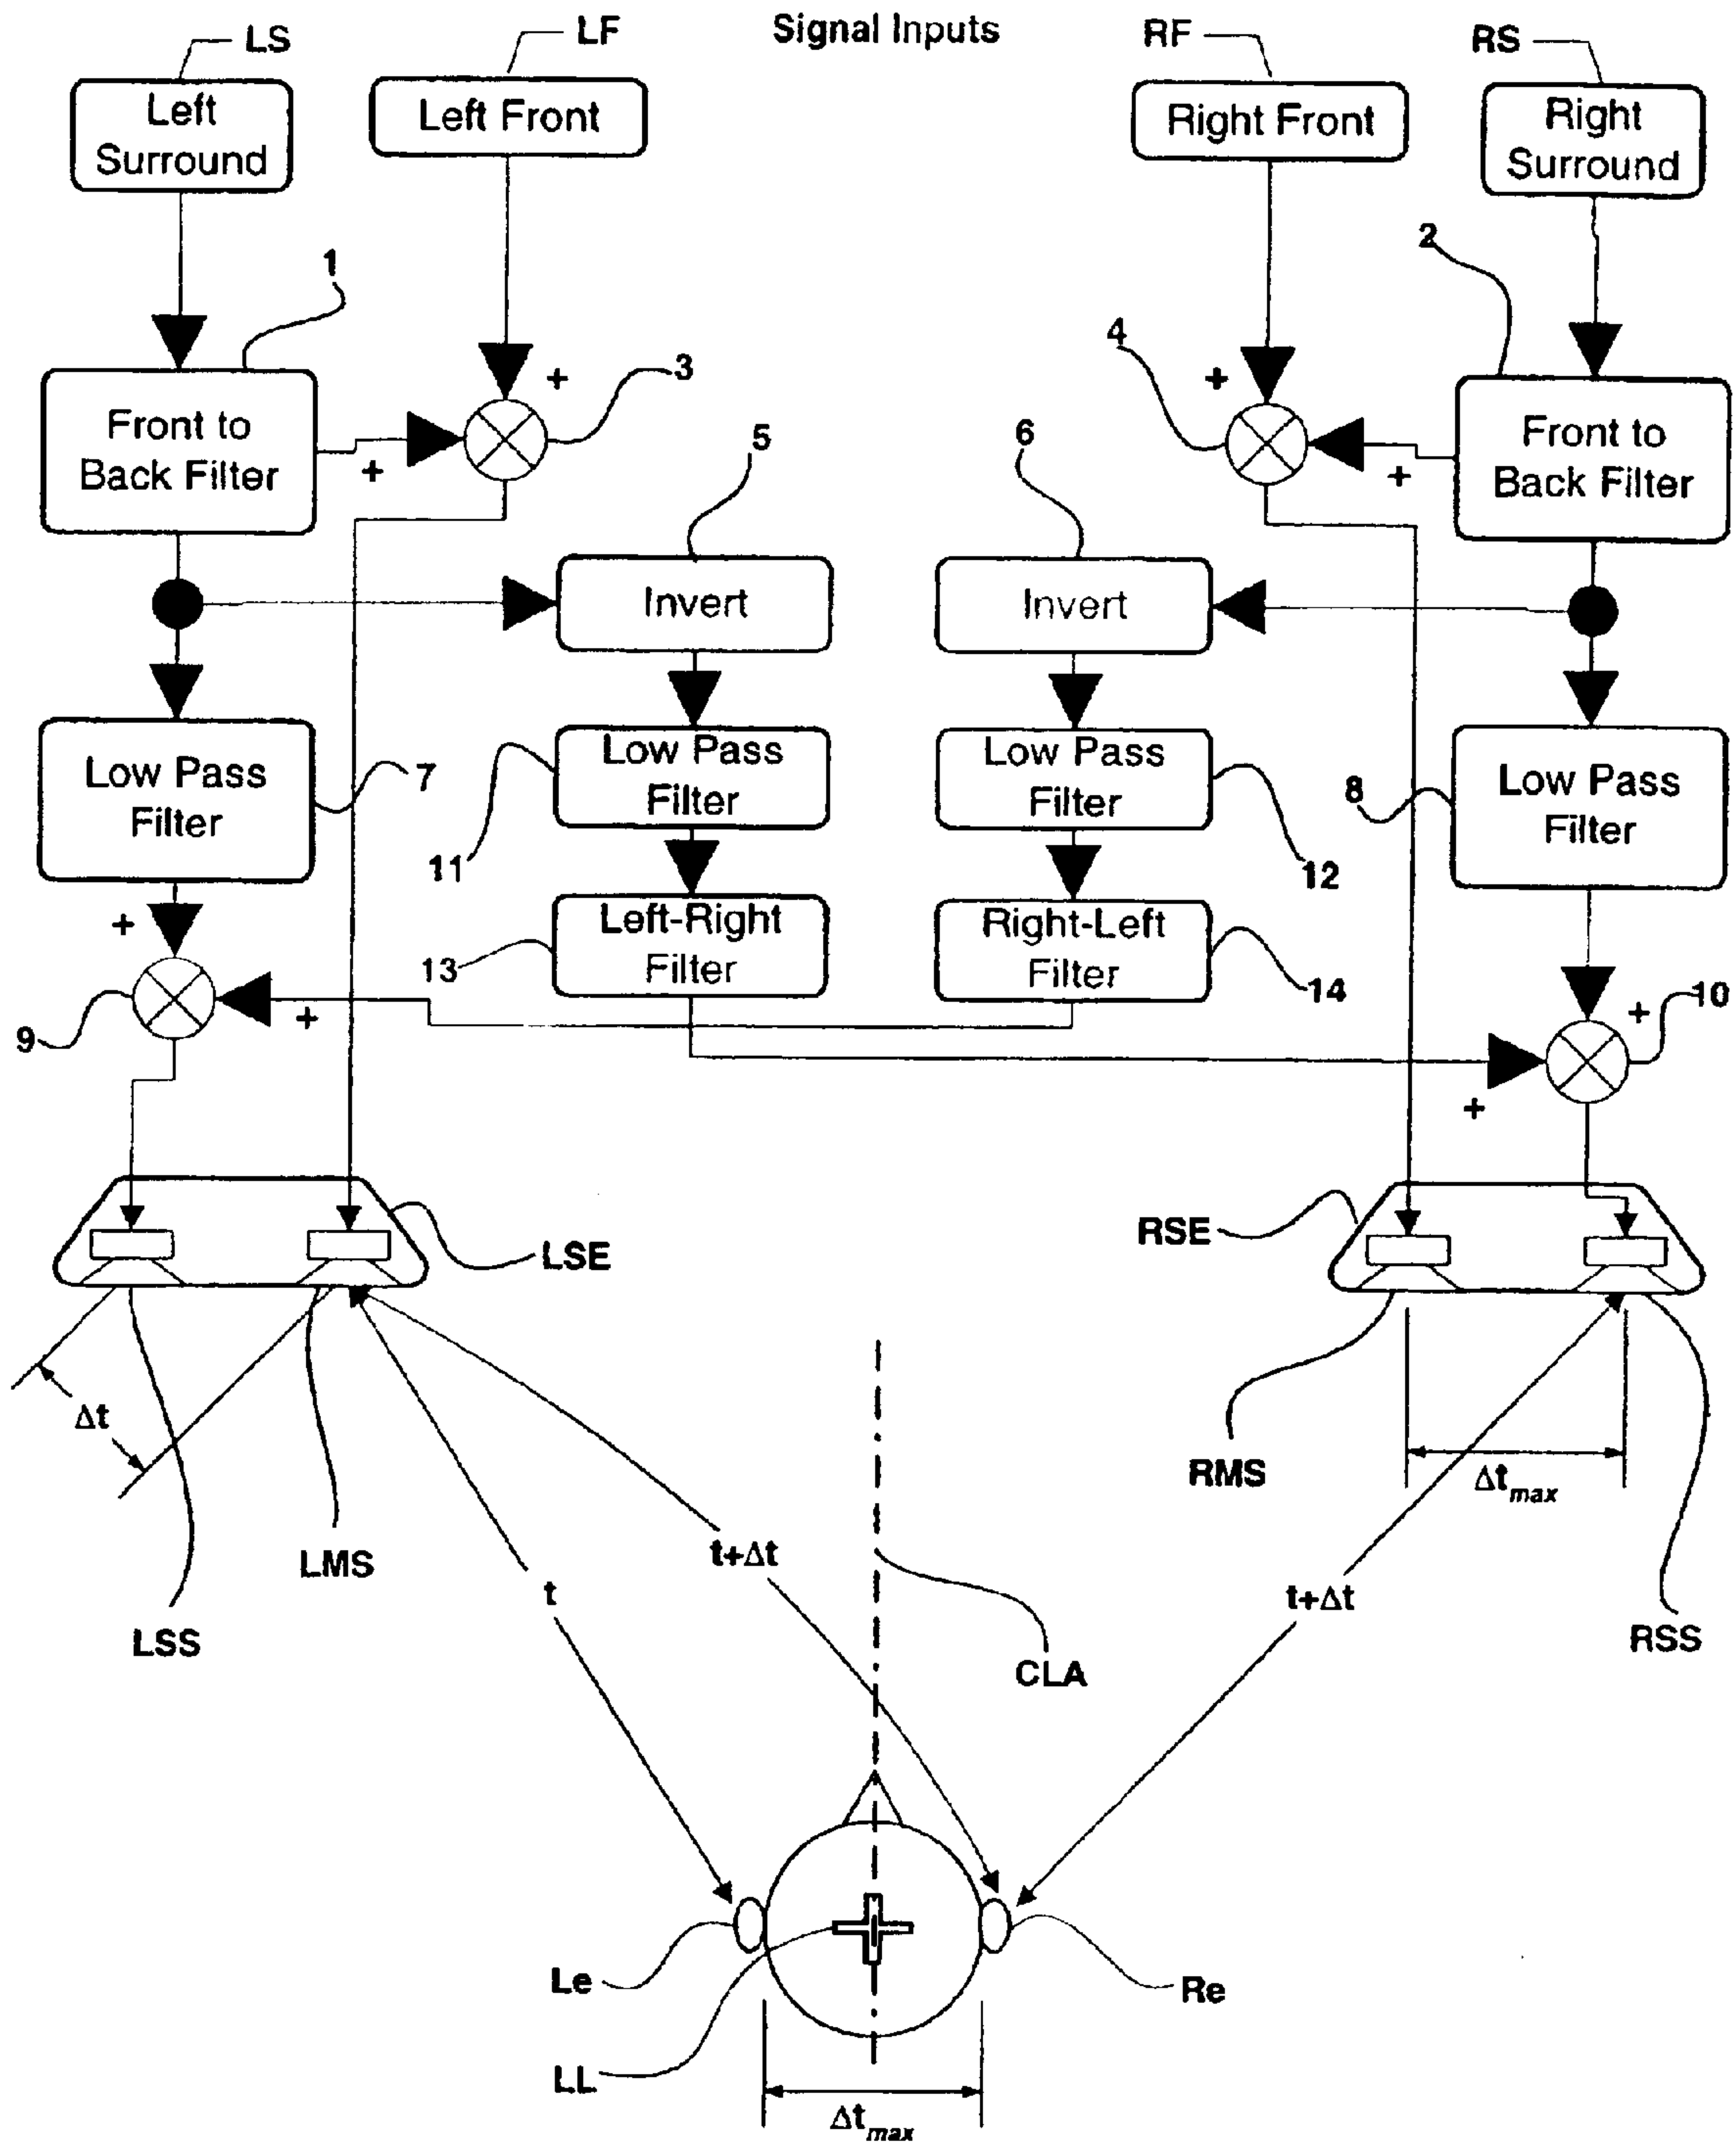 LS
LF
Signal Inputs
RF
RS
Left
Surround
Left Front
Right Front
Right
Surround
1
2
3
4
Front to
Back Filter
+
+
5
6
+
+
Front to
Back Filter
Invert
Invert
Low Pass
Filter
7
11
Low Pass
Filter
Low Pass
Filter
12
8
Low Pass
Filter
+
Left-Right
Filter
13
Right-Left
Filter
14
9
+
+
10
+
LSE
RSE
Δt
Δtmax
RMS
LMS
LSS
t
t+Δt
t+Δt
CLA
RSS
Le
Re
LL
Δtmax